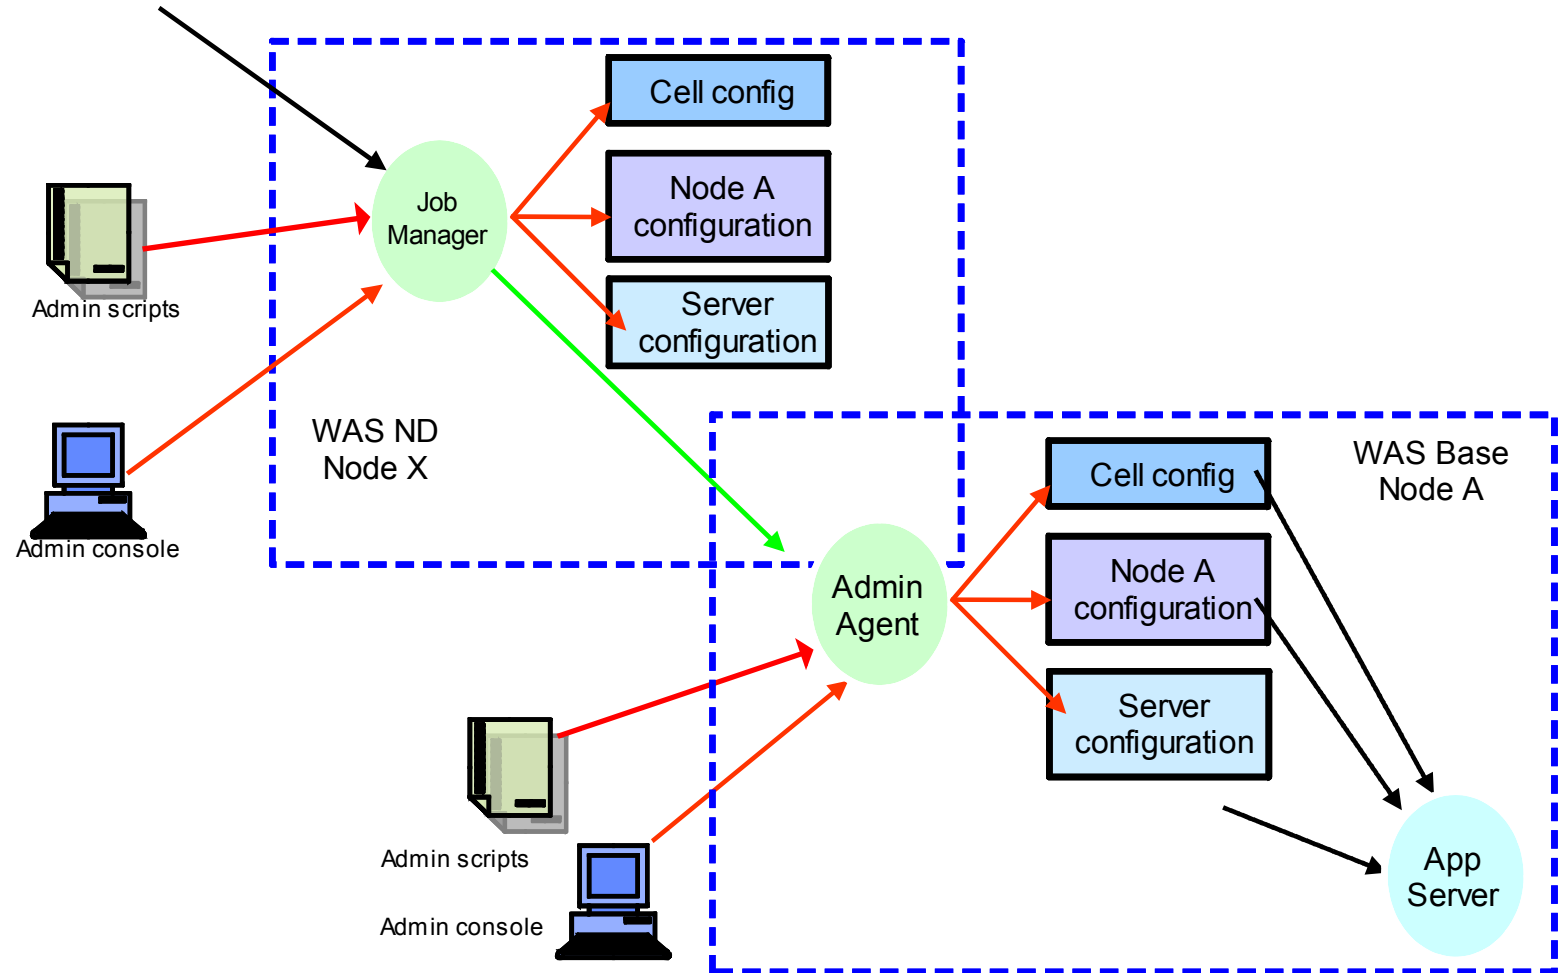 Cell config
Node A
configuration
Job
Manager
Server
configuration
Admin scripts
WAS ND
Node X
Admin console
Cell config
WAS Base
Node A
Node A
configuration
Admin
Agent
Server
configuration
Admin scripts
Admin console
App
Server